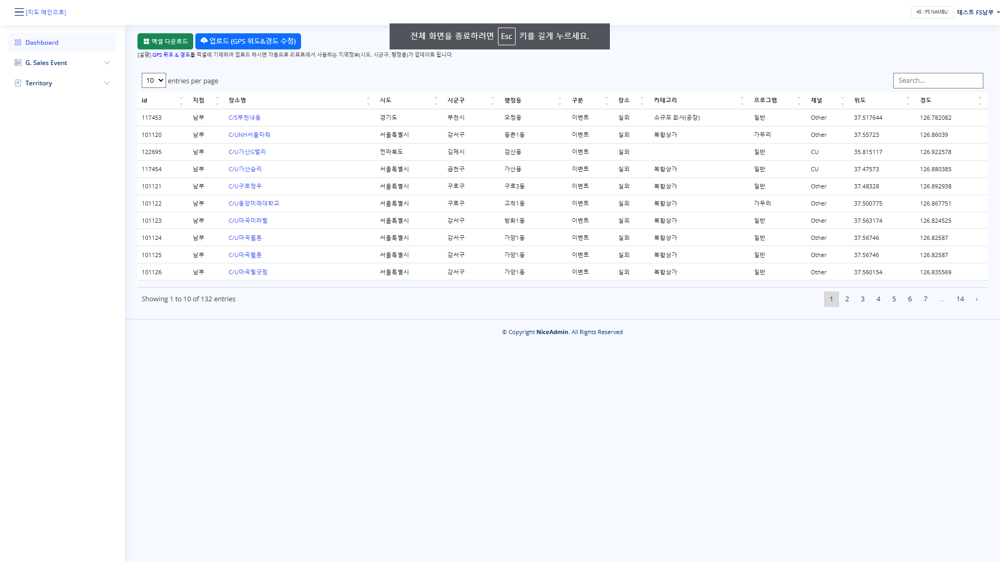 [지도 메인으로]
45 : FS NAMBU 테스트 FS남부
전체 화면을 종료하려면 Esc 키를 길게 누르세요.
Dashboard
G. Sales Event
Territory
엑셀 다운로드 업로드 (GPS 위도&경도 수정)
[설명] GPS 위도 & 경도를 엑셀에 기제하여 업로드 하시면 자동으로 리포트에서 사용하는 지역정보(시도, 시군구, 행정동)가 업데이트 됩니다.
10 entries per page Search...
id 지점 장소명 시도 시군구 행정동 구분 장소 카테고리 프로그램 채널 위도 경도
117453 남부 C/S부천내동 경기도 부천시 오정동 이벤트 실외 소규모 회사(공장) 일반 Other 37.517644 126.782082
101120 남부 C/UNH서울타워 서울특별시 강서구 등촌1동 이벤트 실외 복합상가 가두리 Other 37.55723 126.86039
122695 남부 C/U가산G밸리 전라북도 김제시 검산동 이벤트 실외 일반 CU 35.815117 126.922578
117454 남부 C/U가산승리 서울특별시 금천구 가산동 이벤트 실외 복합상가 일반 CU 37.47573 126.880385
101121 남부 C/U구로정우 서울특별시 구로구 구로3동 이벤트 실외 복합상가 일반 Other 37.48328 126.892938
101122 남부 C/U동양미래대학교 서울특별시 구로구 고척1동 이벤트 실외 복합상가 가두리 Other 37.500775 126.867751
101123 남부 C/U마곡미라벨 서울특별시 강서구 방화1동 이벤트 실외 복합상가 일반 Other 37.563174 126.824525
101124 남부 C/U마곡월튼 서울특별시 강서구 가양1동 이벤트 실외 복합상가 일반 Other 37.56746 126.82587
101125 남부 C/U마곡웰튼 서울특별시 강서구 가양1동 이벤트 실외 복합상가 일반 Other 37.56746 126.82587
101126 남부 C/U마곡필굿점 서울특별시 강서구 가양1동 이벤트 실외 복합상가 일반 Other 37.560154 126.835569
Showing 1 to 10 of 132 entries 1 2 3 4 5 6 7 … 14 ›
© Copyright NiceAdmin. All Rights Reserved